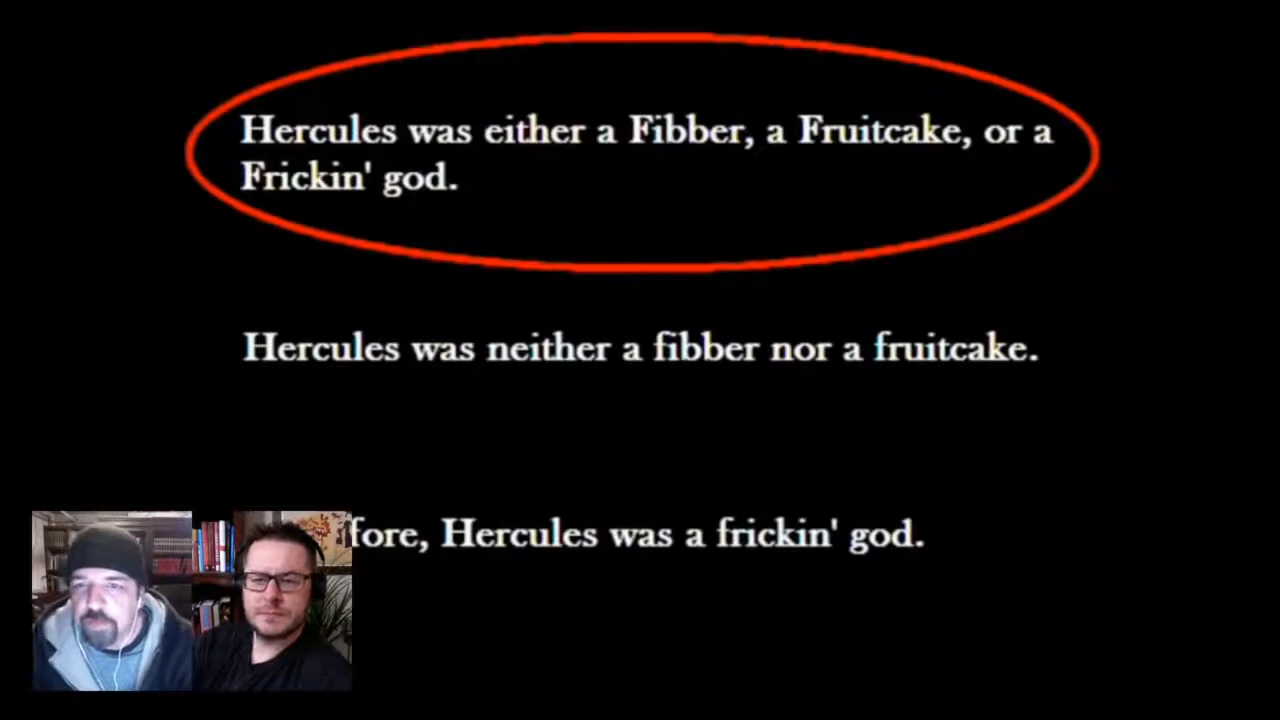 Hercules was either a Fibber, a Fruitcake, or a
Frickin' god.
Hercules was neither a fibber nor a fruitcake.
fore, Hercules was a frickin' god.